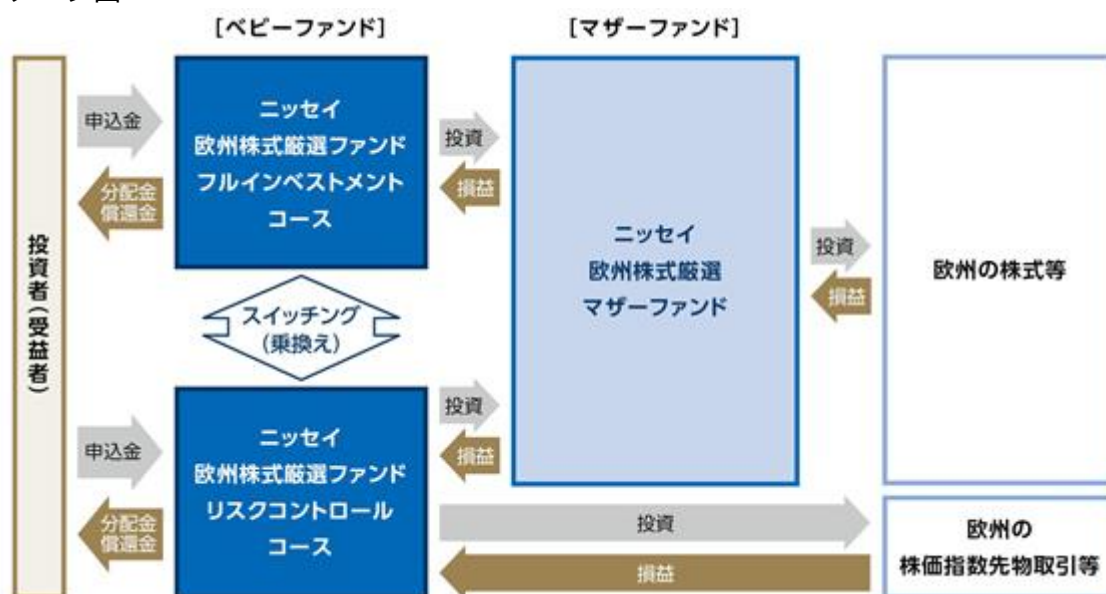 [ベビーファンド]
[マザーファンド]
投資者(受益者)
申込金
分配金
償還金
ニッセイ
欧州株式厳選ファンド
フルインベストメント
コース
投資
損益
スイッチング
(乗換え)
申込金
分配金
償還金
ニッセイ
欧州株式厳選ファンド
リスクコントロール
コース
投資
損益
ニッセイ
欧州株式厳選
マザーファンド
投資
損益
欧州の株式等
投資
損益
欧州の
株価指数先物取引等